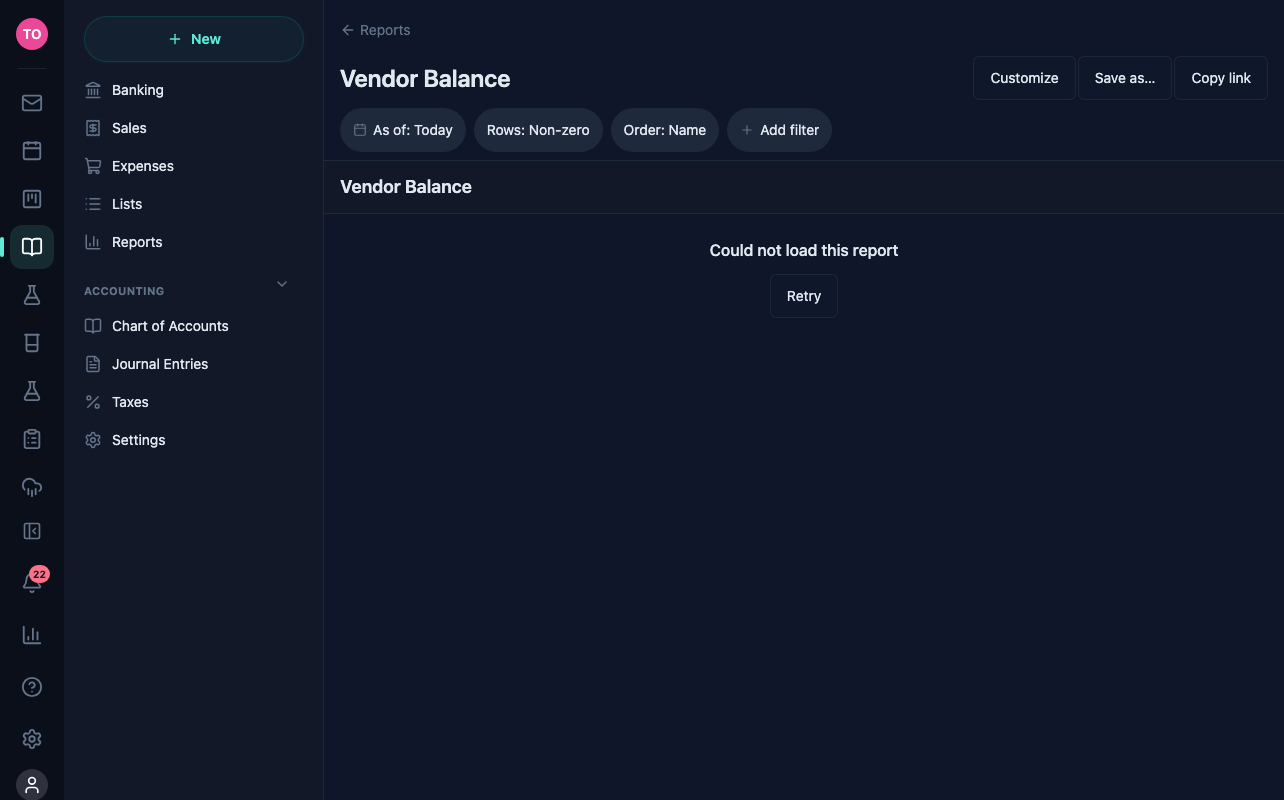 TO
22
New
Banking
Sales
Expenses
Lists
Reports
ACCOUNTING
Chart of Accounts
Journal Entries
Taxes
Settings
Reports
Vendor Balance
Customize
Save as...
Copy link
As of: Today
Rows: Non-zero
Order: Name
Add filter
Vendor Balance
Could not load this report
Retry